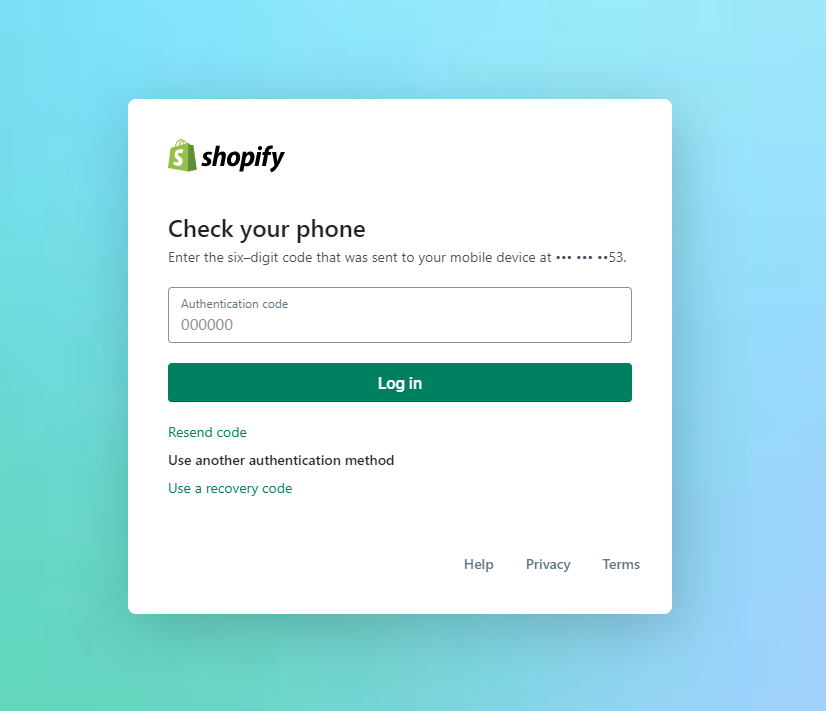 shopify
Check your phone
Enter the six–digit code that was sent to your mobile device at ••• ••• ••53.
Authentication code
000000
Log in
Resend code
Use another authentication method
Use a recovery code
Help Privacy Terms